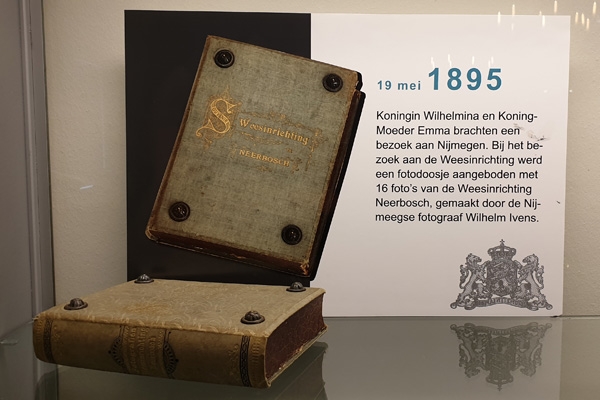 19 mei 1895
Koningin Wilhelmina en Koning-
Moeder Emma brachten een
bezoek aan Nijmegen. Bij het be-
zoek aan de Weesinrichting werd
een fotodoosje aangeboden met
16 foto's van de Weesinrichting
Neerbosch, gemaakt door de Nij-
meegse fotograaf Wilhelm Ivens.
Weesinrichting
NEERBOSCH